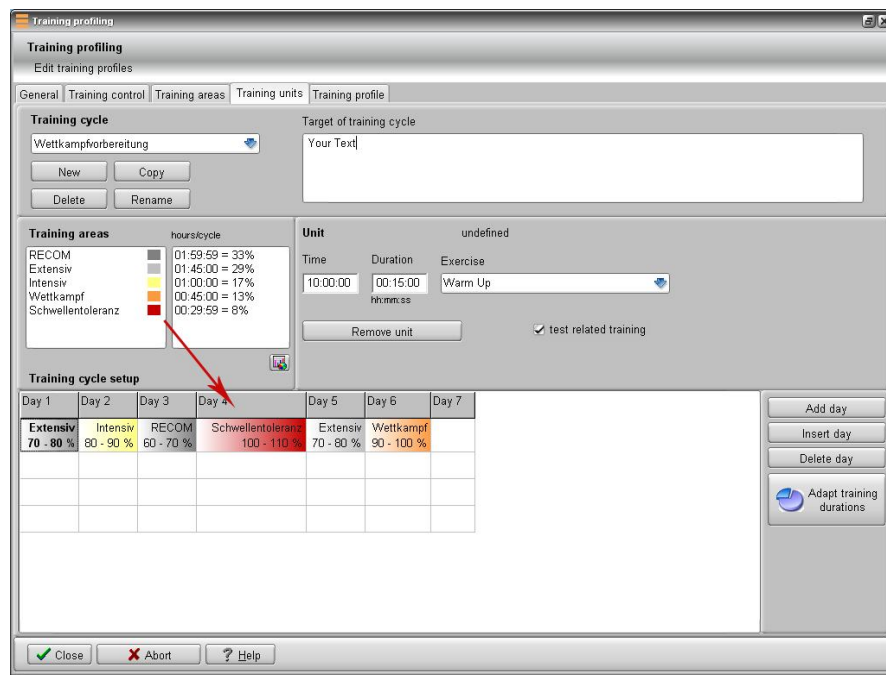 Training profiling
Training profiling
Edit training profiles
General Training control Training areas Training units Training profile
Training cycle
Wettkampfvorbereitung
New Copy
Delete Rename
Target of training cycle
Your Text
Training areas hours/cycle
RECOM 01:59:59 = 33%
Extensiv 01:45:00 = 29%
Intensiv 01:00:00 = 17%
Wettkampf 00:45:00 = 13%
Schwellentoleranz 00:29:59 = 8%
Unit undefined
Time Duration Exercise
10:00:00 00:15:00 Warm Up
hh:mm:ss
Remove unit test related training
Training cycle setup
Day 1 Day 2 Day 3 Day 4 Day 5 Day 6 Day 7
Extensiv Intensiv RECOM Schwellentoleranz Extensiv Wettkampf
70 - 80 % 80 - 90 % 60 - 70 % 100 - 110 % 70 - 80 % 90 - 100 %
Add day
Insert day
Delete day
Adapt training
durations
Close Abort ? Help